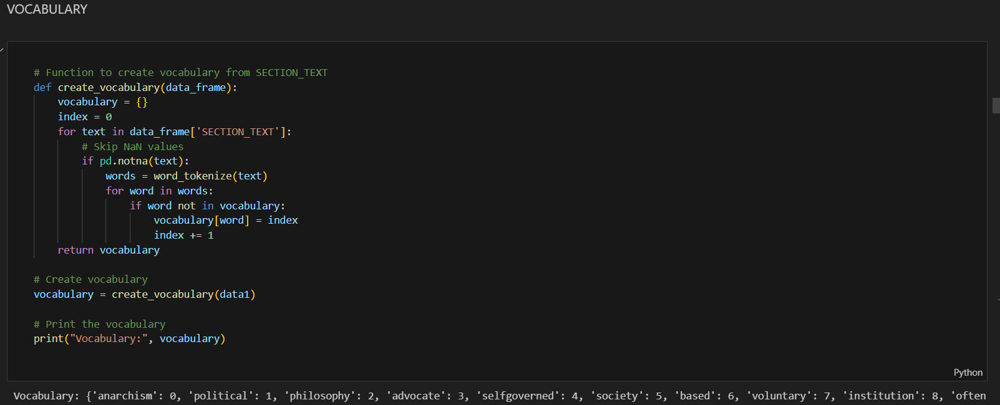 VOCABULARY
# Function to create vocabulary from SECTION_TEXT
def create_vocabulary(data_frame):
    vocabulary = {}
    index = 0
    for text in data_frame['SECTION_TEXT']:
        # Skip NaN values
        if pd.notna(text):
            words = word_tokenize(text)
            for word in words:
                if word not in vocabulary:
                    vocabulary[word] = index
                    index += 1
    return vocabulary
# Create vocabulary
vocabulary = create_vocabulary(data1)
# Print the vocabulary
print("Vocabulary:", vocabulary)
Python
Vocabulary: {'anarchism': 0, 'political': 1, 'philosophy': 2, 'advocate': 3, 'selfgoverned': 4, 'society': 5, 'based': 6, 'voluntary': 7, 'institution': 8, 'often